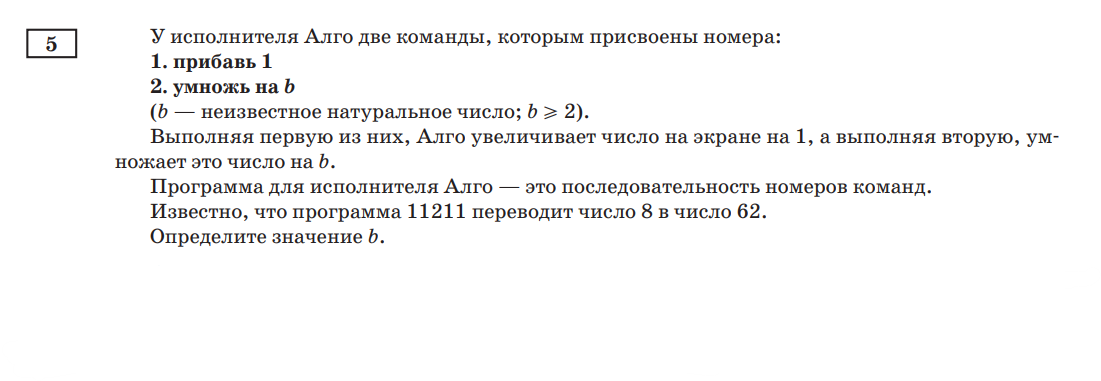 5
У исполнителя Алго две команды, которым присвоены номера:
1. прибавь 1
2. умножь на b
(b — неизвестное натуральное число; b ⩾ 2).
Выполняя первую из них, Алго увеличивает число на экране на 1, а выполняя вторую, ум-
ножает это число на b.
Программа для исполнителя Алго — это последовательность номеров команд.
Известно, что программа 11211 переводит число 8 в число 62.
Определите значение b.